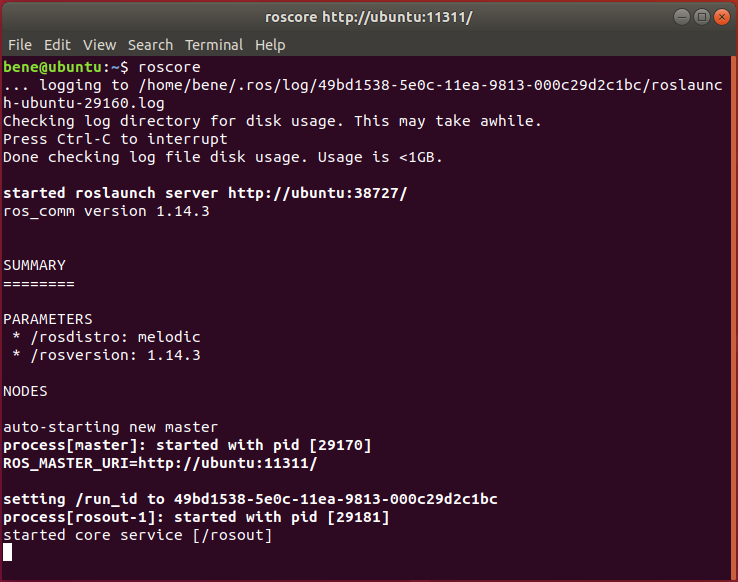 roscore http://ubuntu:11311/
File Edit View Search Terminal Help
bene@ubuntu:~$ roscore
... logging to /home/bene/.ros/log/49bd1538-5e0c-11ea-9813-000c29d2c1bc/roslaunc
h-ubuntu-29160.log
Checking log directory for disk usage. This may take awhile.
Press Ctrl-C to interrupt
Done checking log file disk usage. Usage is <1GB.
started roslaunch server http://ubuntu:38727/
ros_comm version 1.14.3
SUMMARY
========
PARAMETERS
 * /rosdistro: melodic
 * /rosversion: 1.14.3
NODES
auto-starting new master
process[master]: started with pid [29170]
ROS_MASTER_URI=http://ubuntu:11311/
setting /run_id to 49bd1538-5e0c-11ea-9813-000c29d2c1bc
process[rosout-1]: started with pid [29181]
started core service [/rosout]